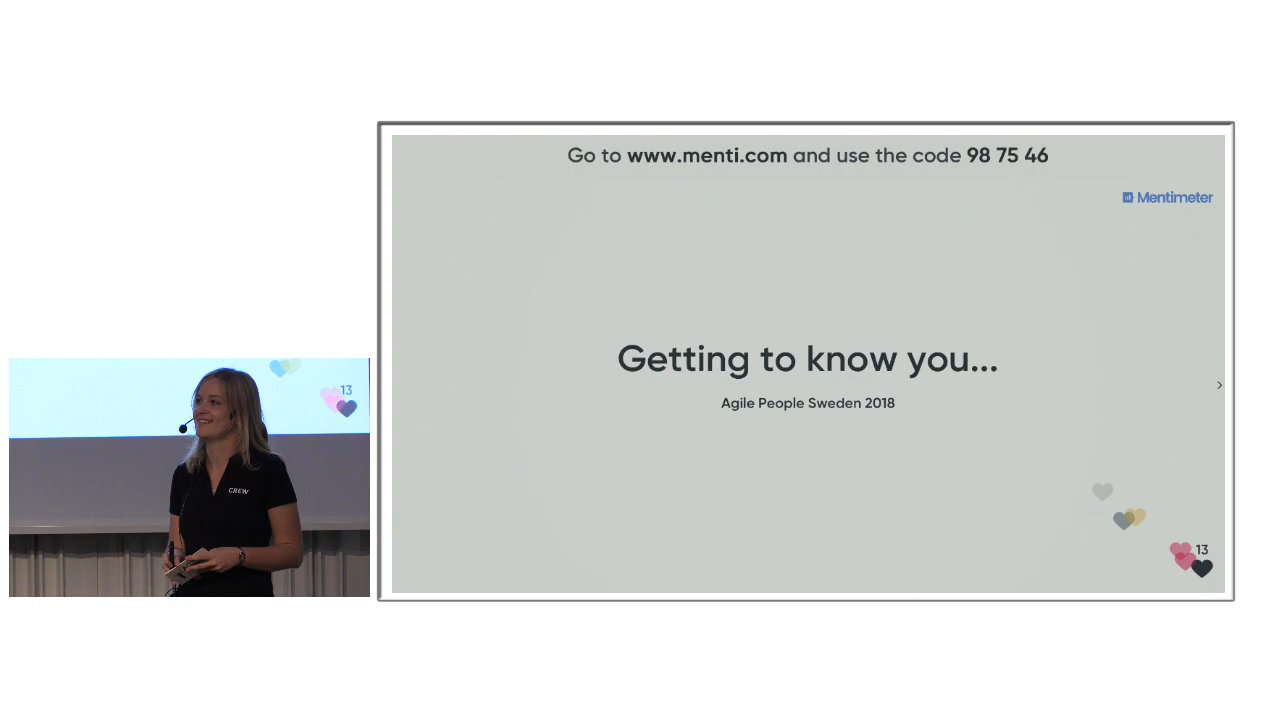 Go to www.menti.com and use the code 98 75 46
Mentimeter
Getting to know you...
Agile People Sweden 2018
13
13
CREW